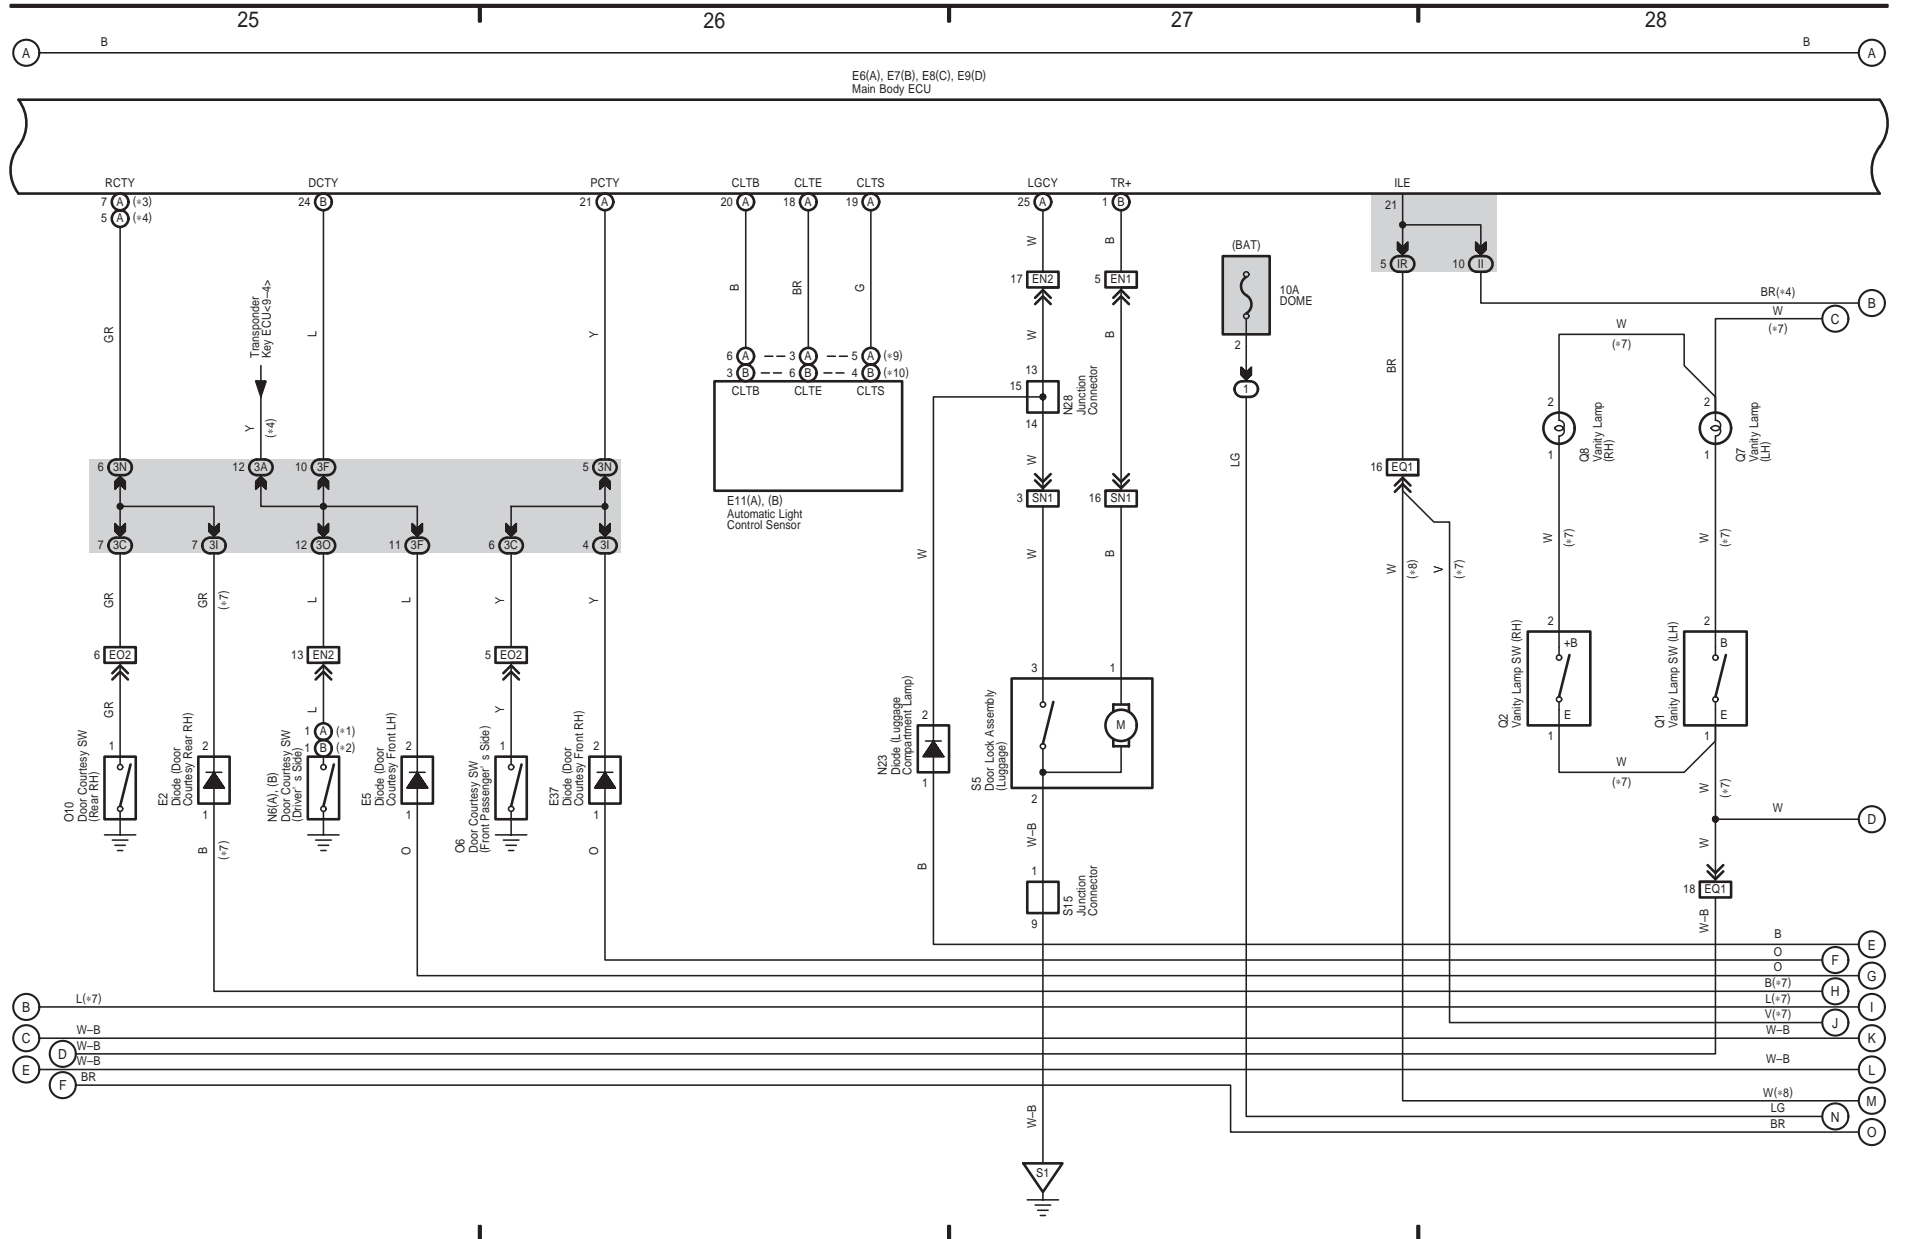 25
26
27
28
A
B
B
A
E6(A), E7(B), E8(C), E9(D)
Main Body ECU
RCTY
DCTY
PCTY
CLTB
CLTE
CLTS
LGCY
TR+
ILE
7 A (∗3)
5 A (∗4)
24 B
21 A
20 A
18 A
19 A
25 A
1 B
21
5 IR
10 II
GR
Transponder
Key ECU<9–4>
L
Y
B
BR
G
W
B
17 EN2
5 EN1
W
B
(BAT)
10A
DOME
2
1
BR
BR(∗4)
B
W
(∗7)
C
W
(∗7)
6 A – – 3 A – – 5 A (∗9)
3 B – – 6 B – – 4 B (∗10)
CLTB
CLTE
CLTS
E11(A), (B)
Automatic Light
Control Sensor
13
15
14
N28
Junction
Connector
Y
(∗4)
W
3 SN1
16 SN1
LG
16 EQ1
2
1
Q8
Vanity Lamp
(RH)
2
1
Q7
Vanity Lamp
(LH)
6 3N
12 3A
10 3F
5 3N
7 3C
7 3I
12 3O
11 3F
6 3C
4 3I
GR
GR
(∗7)
L
L
Y
Y
W
W
B
W
(∗8)
V
(∗7)
W
(∗7)
W
(∗7)
6 EO2
13 EN2
5 EO2
GR
L
Y
1 A (∗1)
1 B (∗2)
1
O10
Door Courtesy SW
(Rear RH)
2
1
E2
Diode (Door
Courtesy Rear RH)
N6(A), (B)
Door Courtesy SW
(Driver’ s Side)
2
1
E5
Diode (Door
Courtesy Front LH)
1
O6
Door Courtesy SW
(Front Passenger’ s Side)
2
1
E37
Diode (Door
Courtesy Front RH)
2
1
N23
Diode (Luggage
Compartment Lamp)
3
1
M
2
S5
Door Lock Assembly
(Luggage)
2
+B
E
1
Q2
Vanity Lamp SW (RH)
2
B
E
1
Q1
Vanity Lamp SW (LH)
W
(∗7)
W
(∗7)
W
D
B
(∗7)
O
O
B
W–B
1
9
S15
Junction
Connector
W
18 EQ1
W–B
B
E
O
F
O
G
B(∗7)
H
B
L(∗7)
L(∗7)
I
V(∗7)
J
C
W–B
W–B
K
D
W–B
E
W–B
W–B
L
F
BR
W(∗8)
M
LG
N
BR
O
W–B
S1